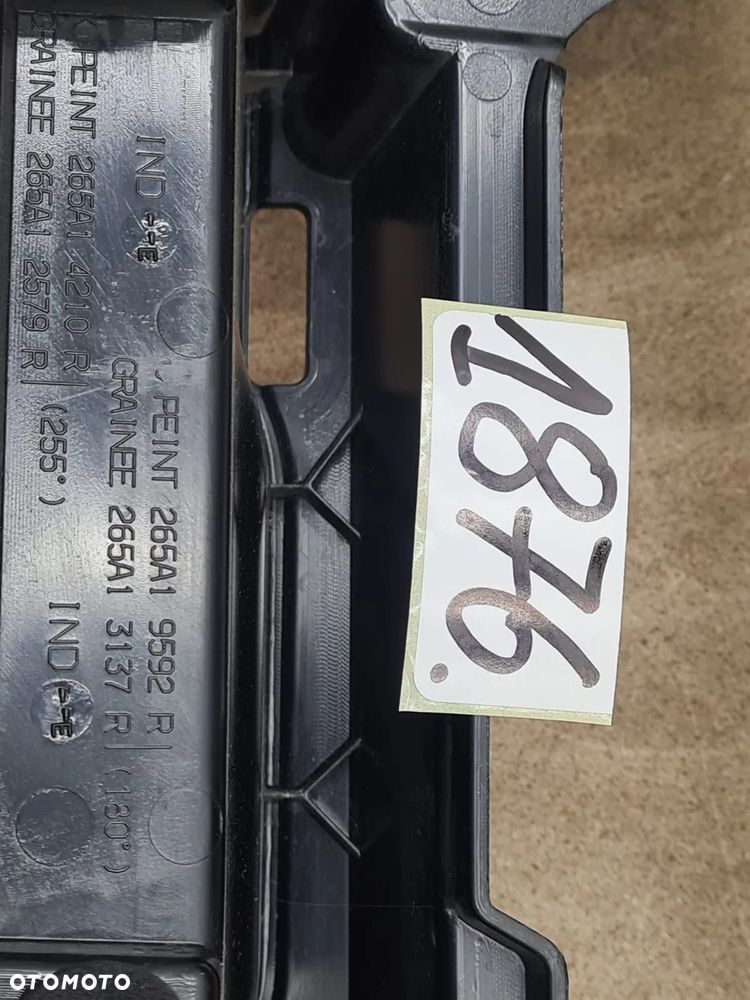 PEINT 265A1 4210 R
GRAINEE 265A1 2579 R (255°)
IND E
PEINT 265A1 9592 R
GRAINEE 265A1 3137 R (180°)
IND E
1876.
OTOMOTO